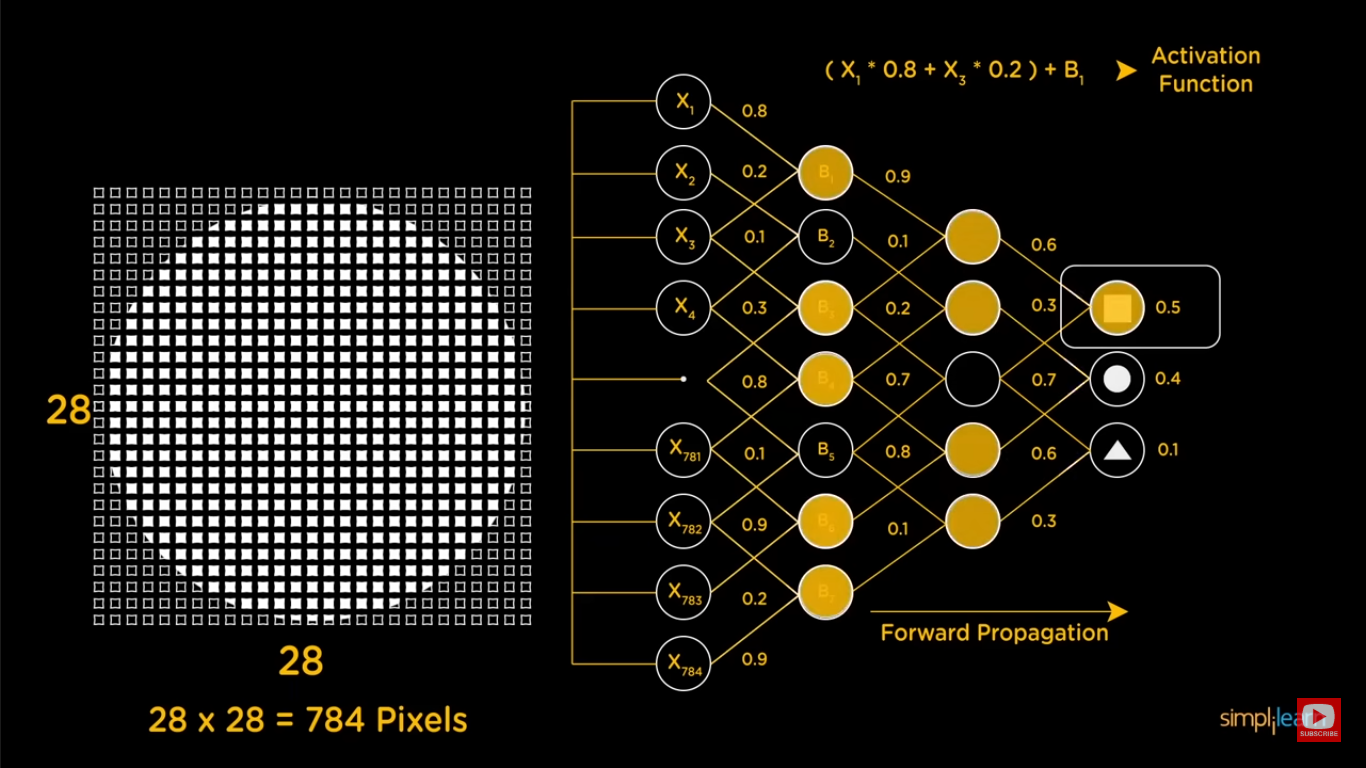 ( X1 * 0.8 + X3 * 0.2 ) + B1
Activation
Function
X1
X2
X3
X4
X781
X782
X783
X784
0.8
0.2
0.1
0.3
0.8
0.1
0.9
0.2
0.9
B1
B2
B3
B4
B5
B6
B7
0.9
0.1
0.2
0.7
0.8
0.1
0.6
0.3
0.7
0.6
0.3
0.5
0.4
0.1
Forward Propagation
28
28
28 x 28 = 784 Pixels
SUBSCRIBE